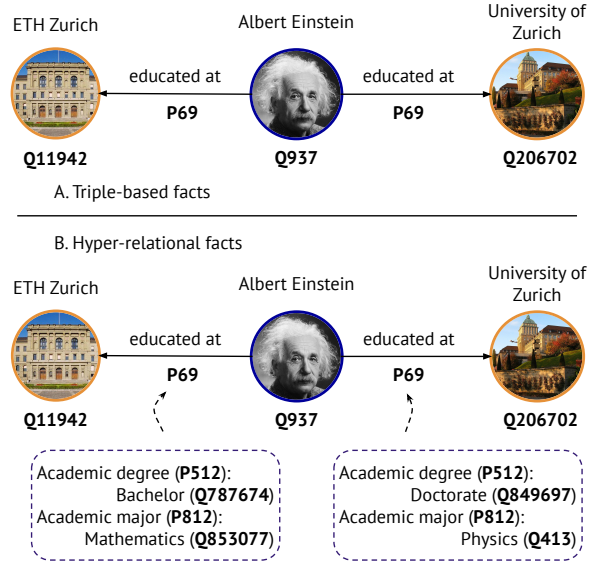 ETH Zurich
Albert Einstein
University of
Zurich
educated at
educated at
P69
P69
Q11942
Q937
Q206702
A. Triple-based facts
B. Hyper-relational facts
ETH Zurich
Albert Einstein
University of
Zurich
educated at
educated at
P69
P69
Q11942
Q937
Q206702
Academic degree (P512):
Bachelor (Q787674)
Academic major (P812):
Mathematics (Q853077)
Academic degree (P512):
Doctorate (Q849697)
Academic major (P812):
Physics (Q413)